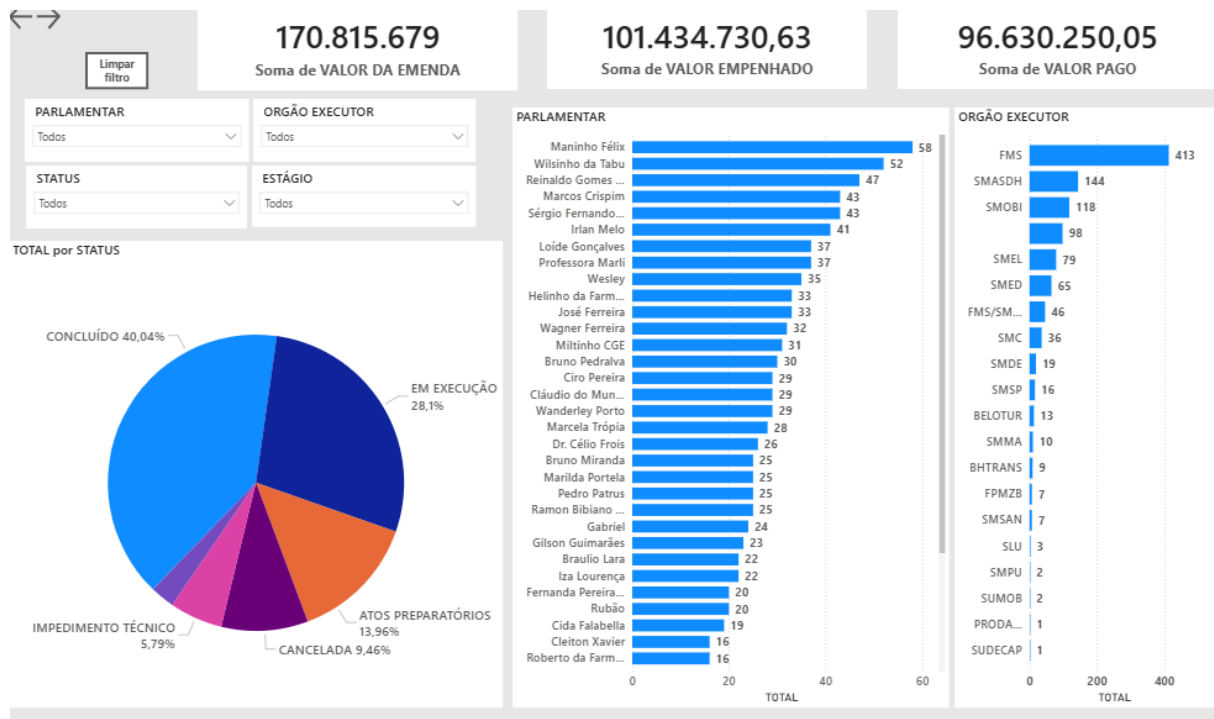 170.815.679
Soma de VALOR DA EMENDA
101.434.730,63
Soma de VALOR EMPENHADO
96.630.250,05
Soma de VALOR PAGO
Limpar
filtro
PARLAMENTAR
Todos
ORGÃO EXECUTOR
Todos
STATUS
Todos
ESTÁGIO
Todos
TOTAL por STATUS
CONCLUÍDO 40,04%
EM EXECUÇÃO
28,1%
ATOS PREPARATÓRIOS
13,96%
CANCELADA 9,46%
IMPEDIMENTO TÉCNICO
5,79%
PARLAMENTAR
Maninho Félix 58
Wilsinho da Tabu 52
Reinaldo Gomes ... 47
Marcos Crispim 43
Sérgio Fernando... 43
Irlan Melo 41
Loíde Gonçalves 37
Professora Marli 37
Wesley 35
Helinho da Farm... 33
José Ferreira 33
Wagner Ferreira 32
Miltinho CGE 31
Bruno Pedralva 30
Ciro Pereira 29
Cláudio do Mun... 29
Wanderley Porto 29
Marcela Trópia 28
Dr. Célio Frois 26
Bruno Miranda 25
Marilda Portela 25
Pedro Patrus 25
Ramon Bibiano ... 25
Gabriel 24
Gilson Guimarães 23
Braulio Lara 22
Iza Lourença 22
Fernanda Pereira... 20
Rubão 20
Cida Falabella 19
Cleiton Xavier 16
Roberto da Farm... 16
0 20 40 60
TOTAL
ORGÃO EXECUTOR
FMS 413
SMASDH 144
SMOBI 118
98
SMEL 79
SMED 65
FMS/SM... 46
SMC 36
SMDE 19
SMSP 16
BELOTUR 13
SMMA 10
BHTRANS 9
FPMZB 7
SMSAN 7
SLU 3
SMPU 2
SUMOB 2
PRODA... 1
SUDECAP 1
0 200 400
TOTAL